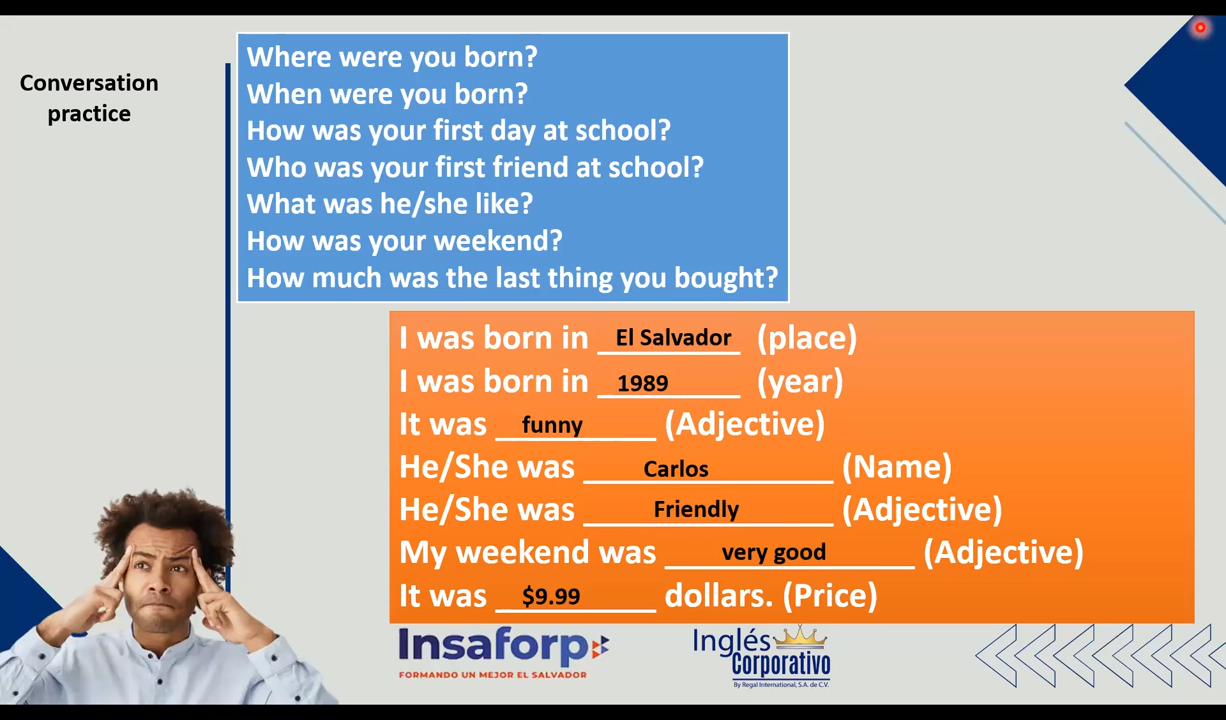 Conversation
practice
Where were you born?
When were you born?
How was your first day at school?
Who was your first friend at school?
What was he/she like?
How was your weekend?
How much was the last thing you bought?
I was born in El Salvador (place)
I was born in 1989 (year)
It was funny (Adjective)
He/She was Carlos (Name)
He/She was Friendly (Adjective)
My weekend was very good (Adjective)
It was $9.99 dollars. (Price)
Insaforp
FORMANDO UN MEJOR EL SALVADOR
Inglés
Corporativo
By Regal International, S.A. de C.V.